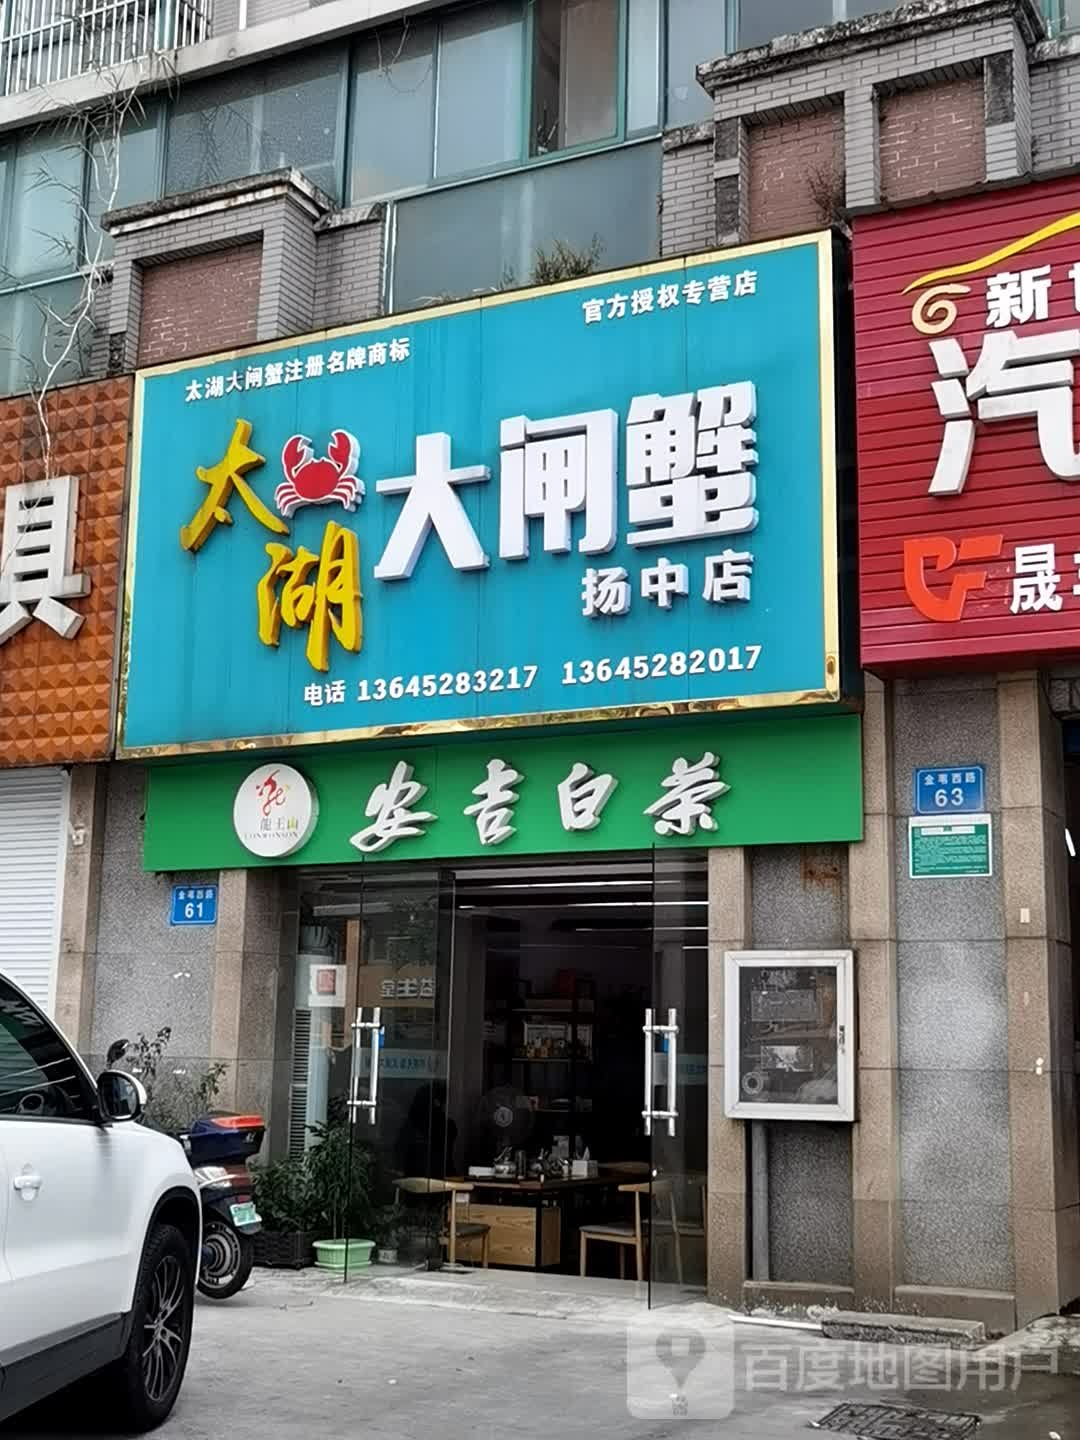 官方授权专营店
太湖大闸蟹注册名牌商标
太湖大闸蟹
扬中店
电话 13645283217 13645282017
龍王山
安吉白茶
金苇西路
61
金苇西路
63
具
新
汽
晟
百度地图用户